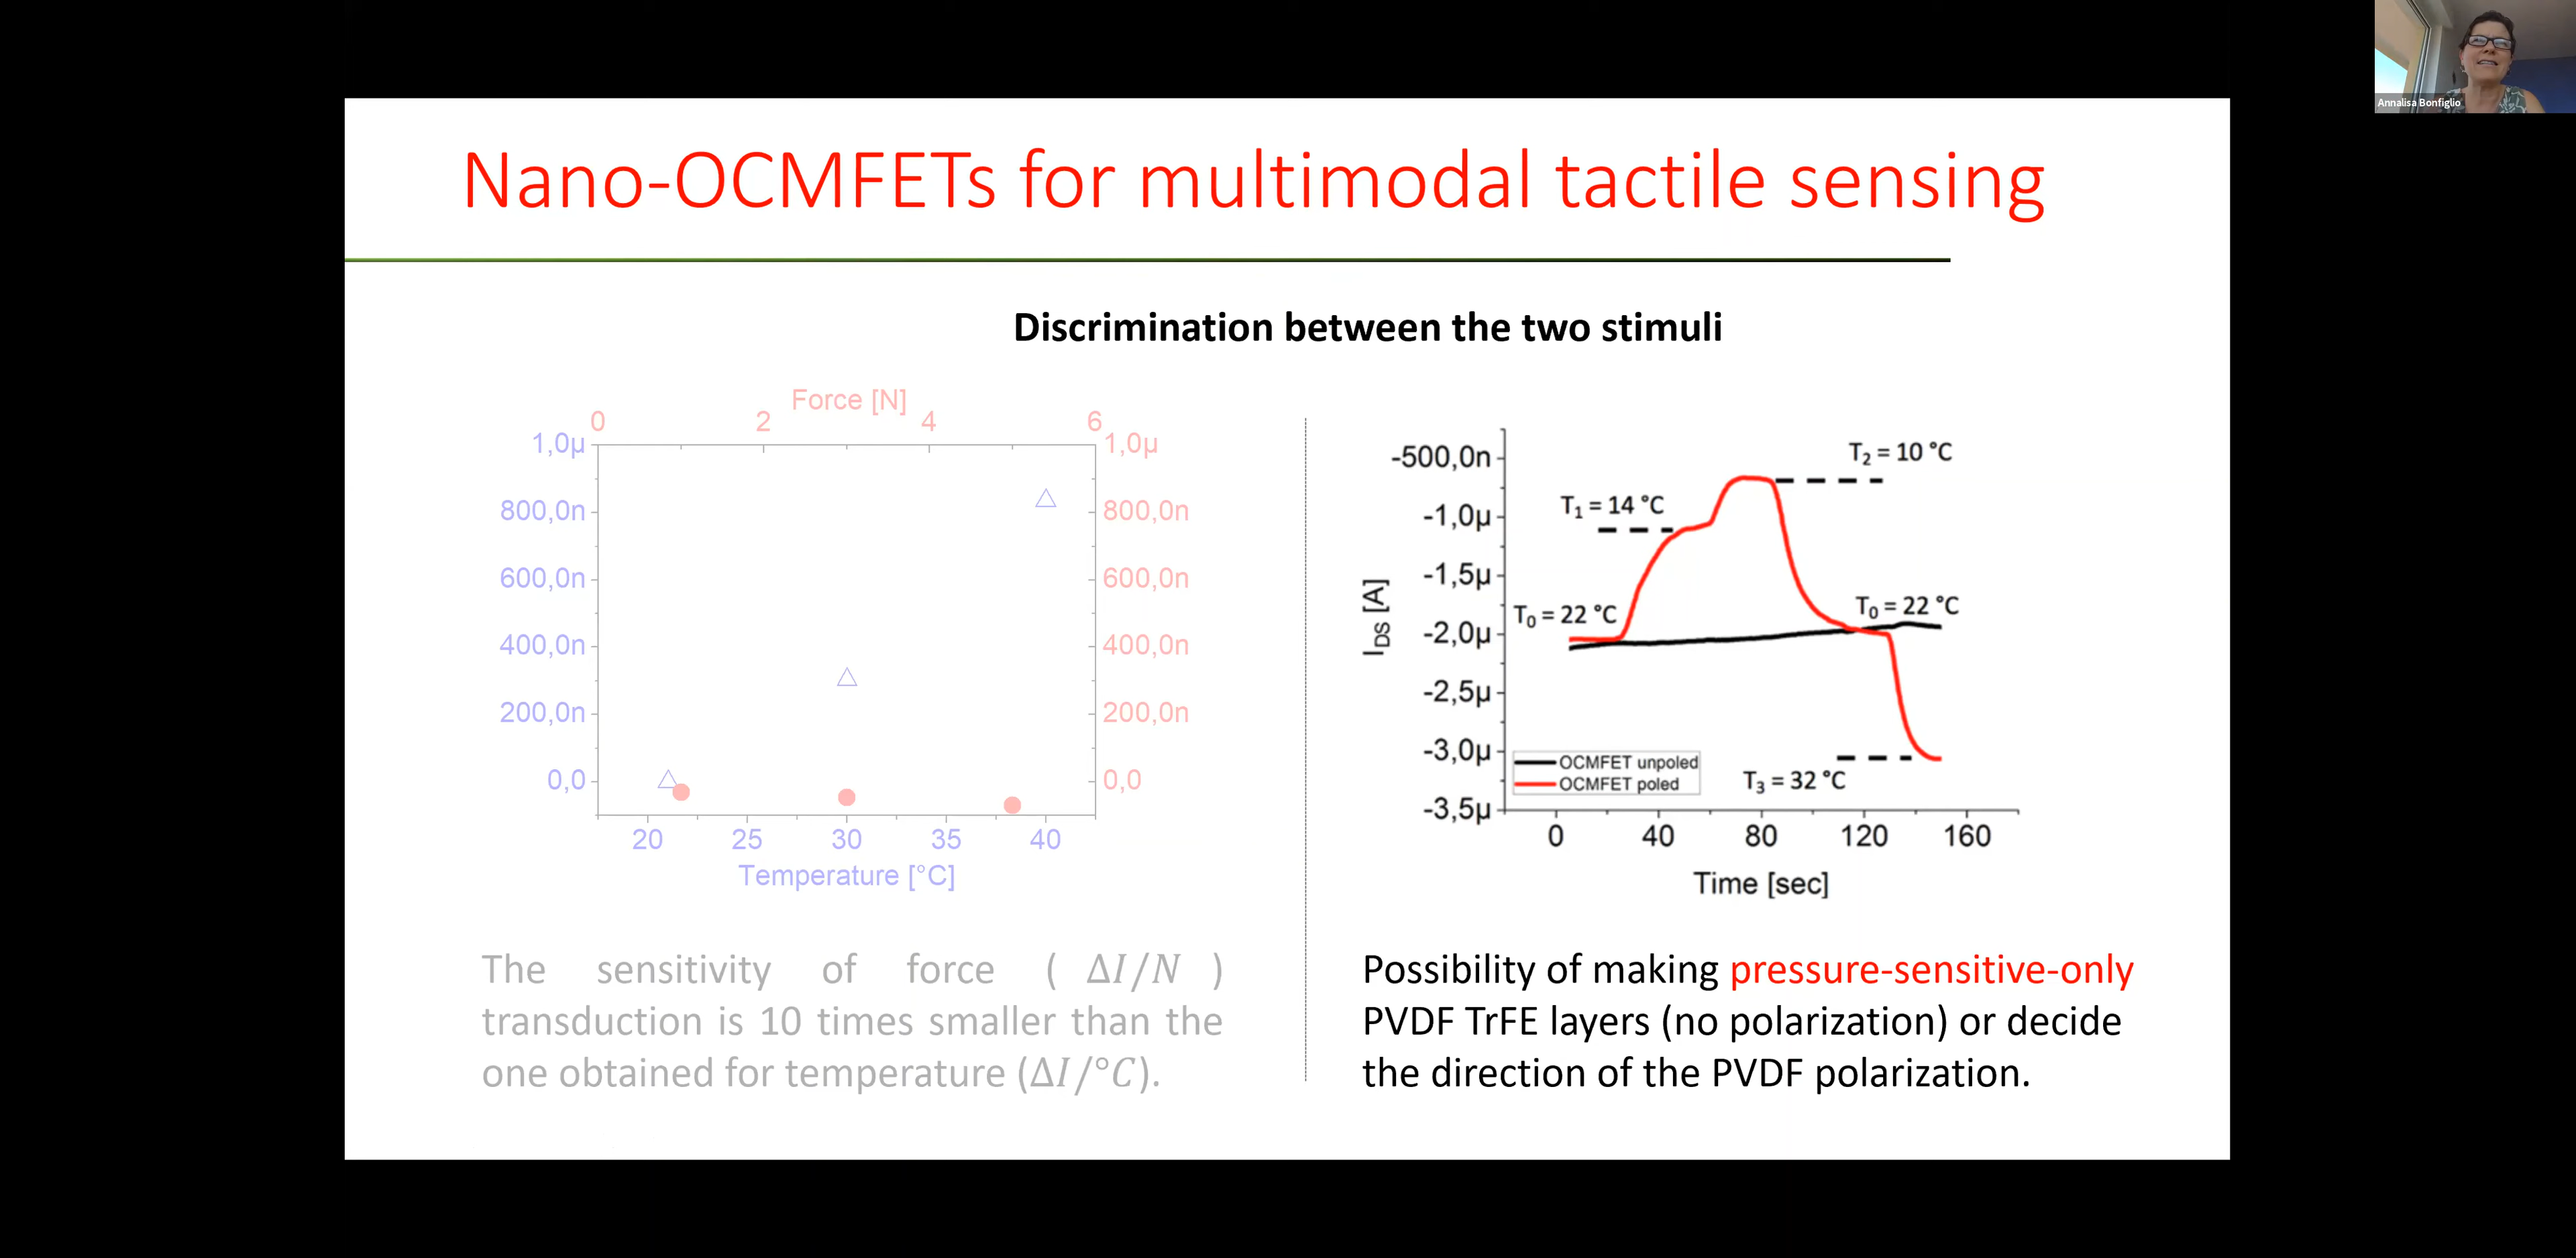 Annalisa Bonfiglio
Nano-OCMFETs for multimodal tactile sensing
Discrimination between the two stimuli
Force [N]
0 2 4 6
1,0µ
800,0n
600,0n
400,0n
200,0n
0,0
1,0µ
800,0n
600,0n
400,0n
200,0n
0,0
20 25 30 35 40
Temperature [°C]
The sensitivity of force ( ΔI/N )
transduction is 10 times smaller than the
one obtained for temperature (ΔI/°C).
I_DS [A]
-500,0n
-1,0µ
-1,5µ
-2,0µ
-2,5µ
-3,0µ
-3,5µ
T₂ = 10 °C
T₁ = 14 °C
T₀ = 22 °C
T₀ = 22 °C
OCMFET unpoled
OCMFET poled
T₃ = 32 °C
0 40 80 120 160
Time [sec]
Possibility of making pressure-sensitive-only
PVDF TrFE layers (no polarization) or decide
the direction of the PVDF polarization.